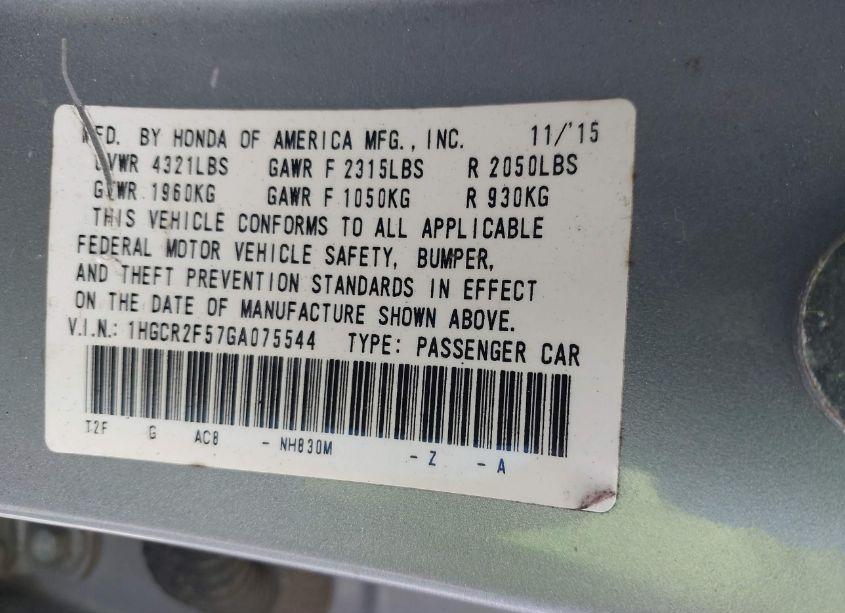 MFD. BY HONDA OF AMERICA MFG., INC. 11/'15
GVWR 4321LBS GAWR F 2315LBS R 2050LBS
GVWR 1960KG GAWR F 1050KG R 930KG
THIS VEHICLE CONFORMS TO ALL APPLICABLE
FEDERAL MOTOR VEHICLE SAFETY, BUMPER,
AND THEFT PREVENTION STANDARDS IN EFFECT
ON THE DATE OF MANUFACTURE SHOWN ABOVE.
V.I.N.: 1HGCR2F57GA075544 TYPE: PASSENGER CAR
T2F G AC8 - NH830M - Z - A